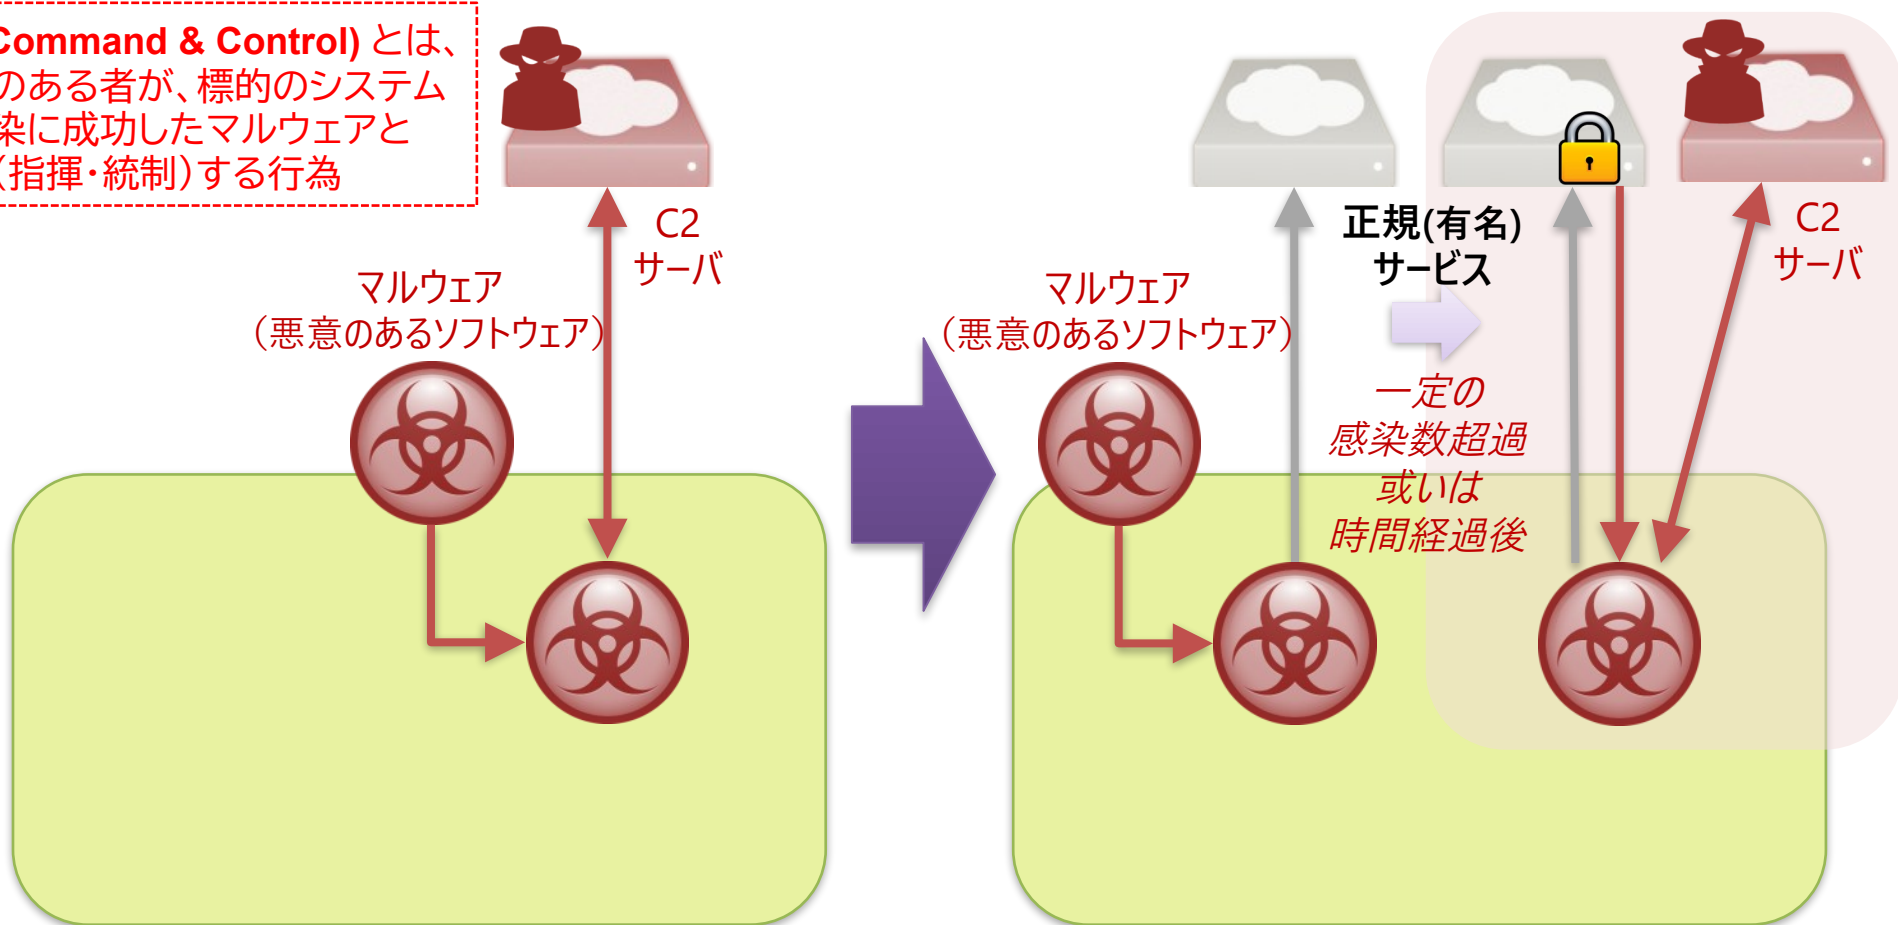 Command & Control) とは、
のある者が、標的のシステム
染に成功したマルウェアと
(指揮・統制)する行為
C2
サーバ
マルウェア
(悪意のあるソフトウェア)
マルウェア
(悪意のあるソフトウェア)
正規(有名)
サービス
一定の
感染数超過
或いは
時間経過後
C2
サーバ